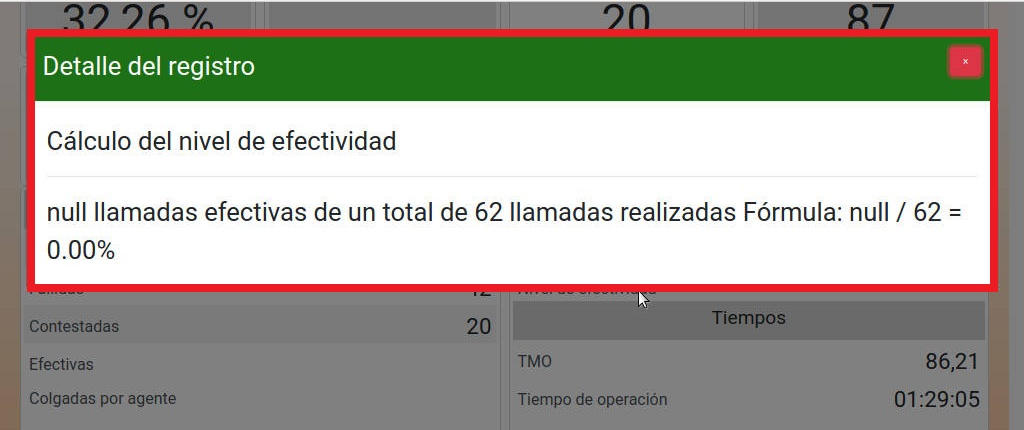 32,26 % 20 87
Detalle del registro
×
Cálculo del nivel de efectividad
null llamadas efectivas de un total de 62 llamadas realizadas Fórmula: null / 62 =
0.00%
Fallidas 12
Nivel de efectividad
Contestadas 20
Tiempos
Efectivas
TMO 86,21
Colgadas por agente
Tiempo de operación 01:29:05